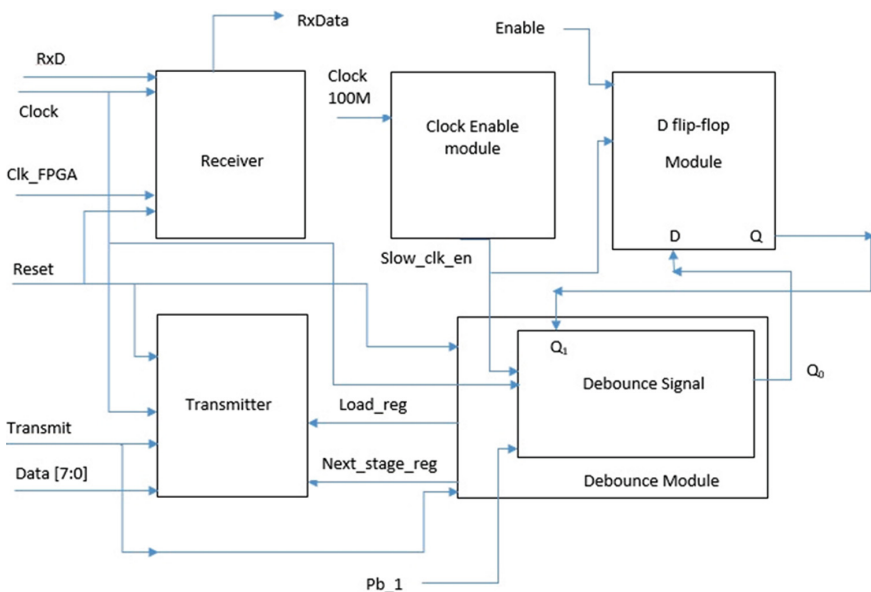 RxData
Enable
RxD
Clock
Clock
100M
Clock Enable
module
D flip-flop
Module
Receiver
Clk_FPGA
D
Q
Slow_clk_en
Reset
Q₁
Debounce Signal
Q₀
Transmitter
Load_reg
Transmit
Next_stage_reg
Data [7:0]
Debounce Module
Pb_1